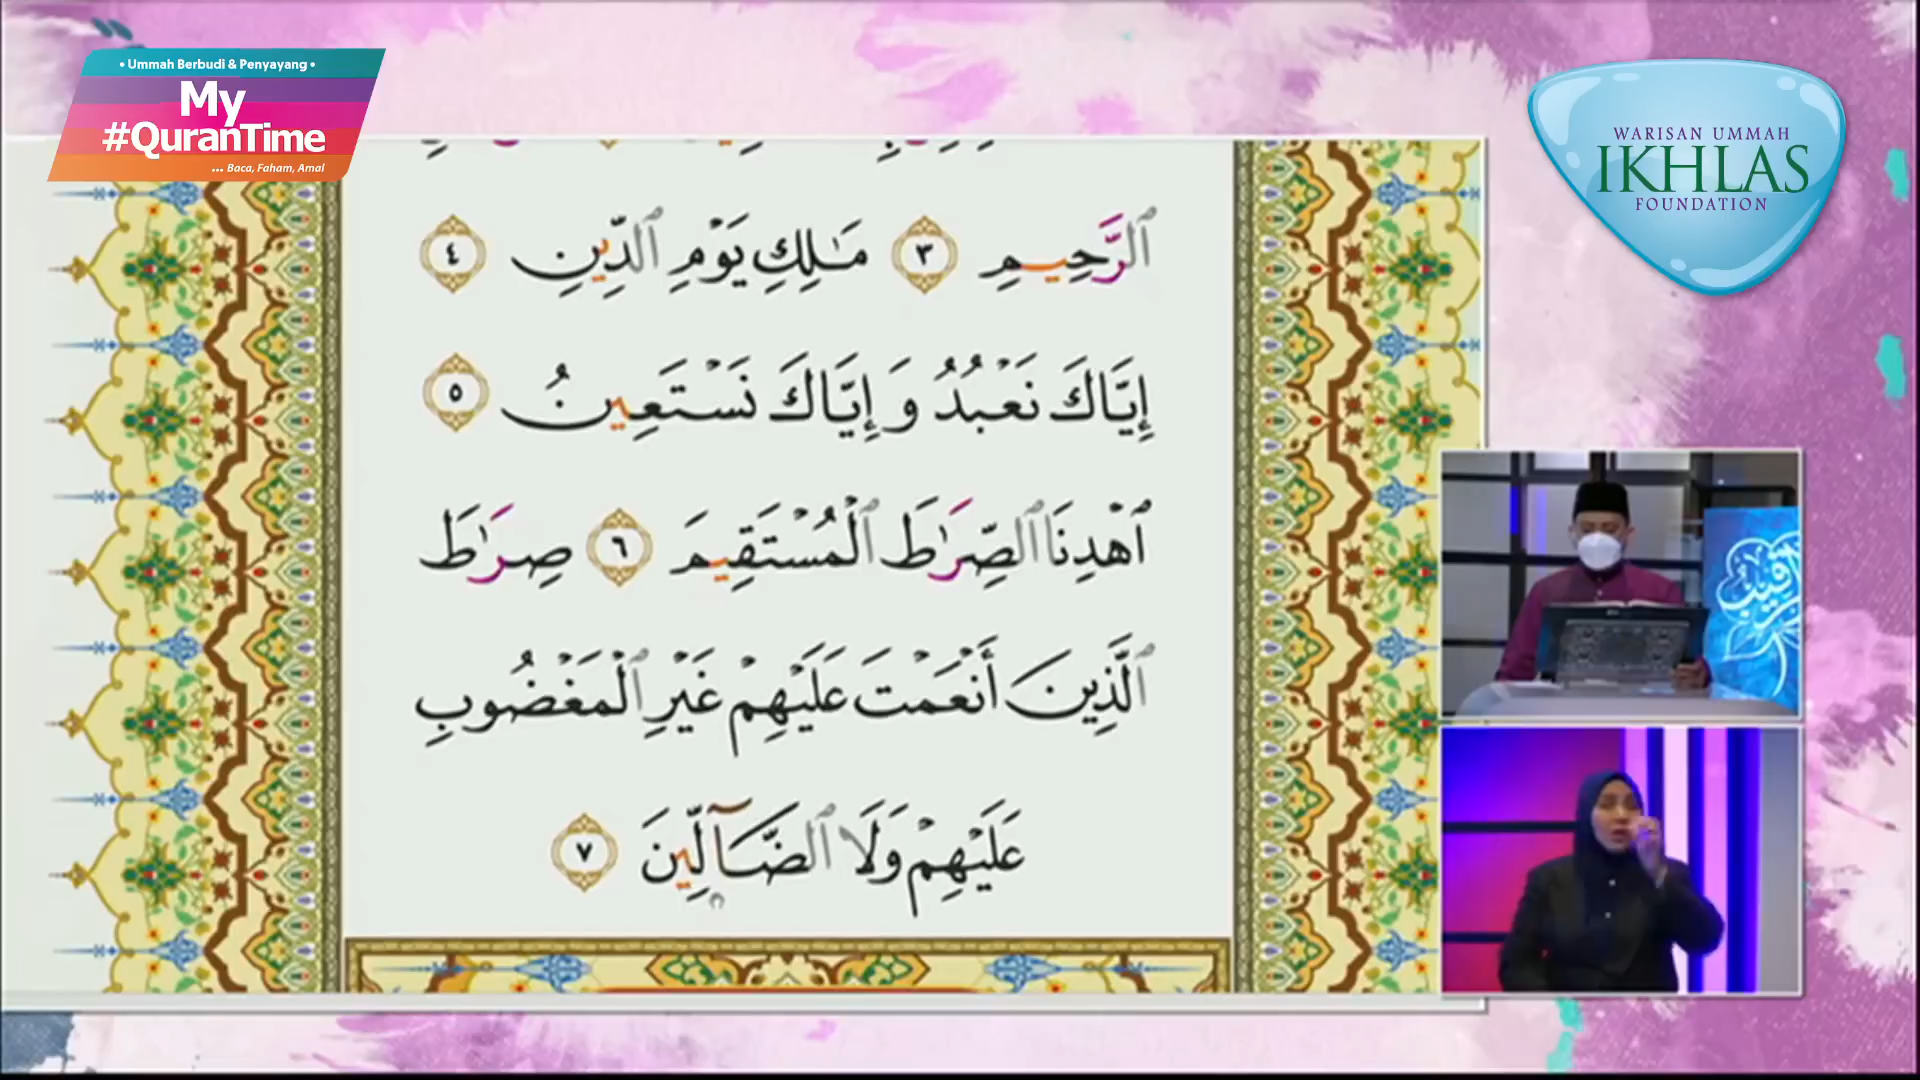 • Ummah Berbudi & Penyayang •
My
#QuranTime
... Baca, Faham, Amal
WARISAN UMMAH
IKHLAS
FOUNDATION
ٱلرَّحِيمِ ٣ مَـٰلِكِ يَوْمِ ٱلدِّينِ ٤
إِيَّاكَ نَعْبُدُ وَإِيَّاكَ نَسْتَعِينُ ٥
ٱهْدِنَا ٱلصِّرَٰطَ ٱلْمُسْتَقِيمَ ٦ صِرَٰطَ
ٱلَّذِينَ أَنْعَمْتَ عَلَيْهِمْ غَيْرِ ٱلْمَغْضُوبِ
عَلَيْهِمْ وَلَا ٱلضَّآلِّينَ ٧